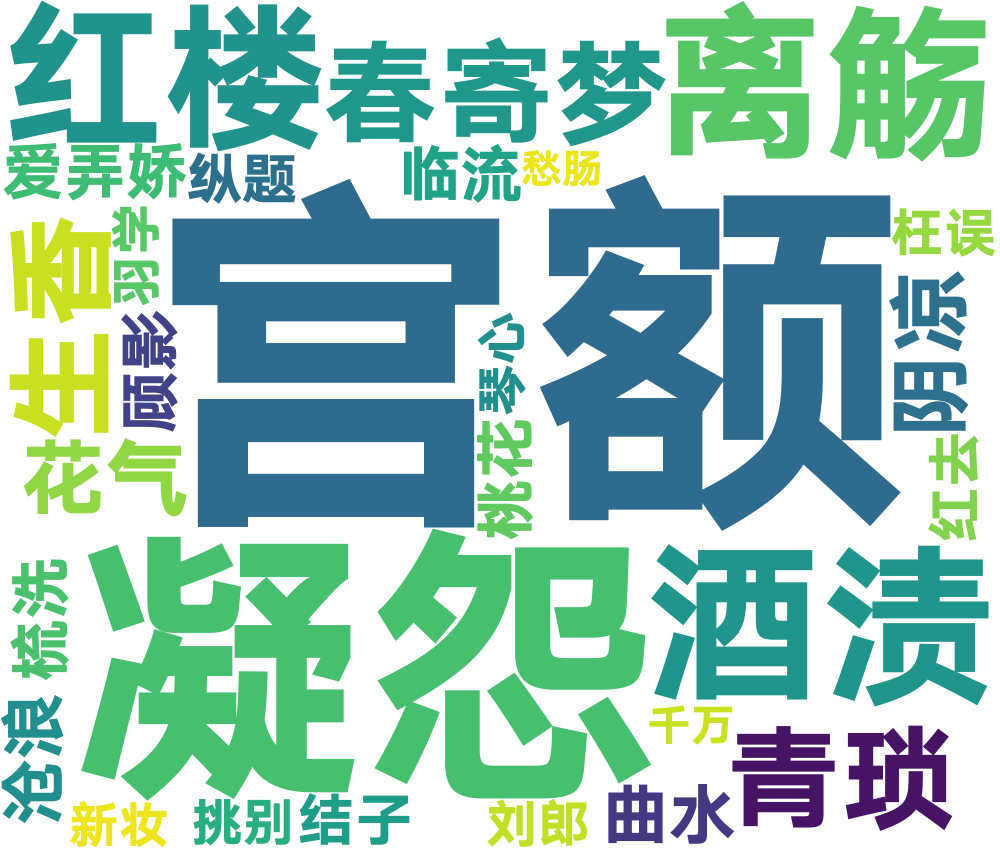 红楼
春寄梦
离觞
爱弄娇
纵题
临流
愁肠
羽学
枉误
生香
宫额
顾影
琴心
阴凉
花气
桃花
红去
凝怨
酒渍
梳洗
沧浪
千万
青琐
新妆
挑别
结子
刘郎
曲水